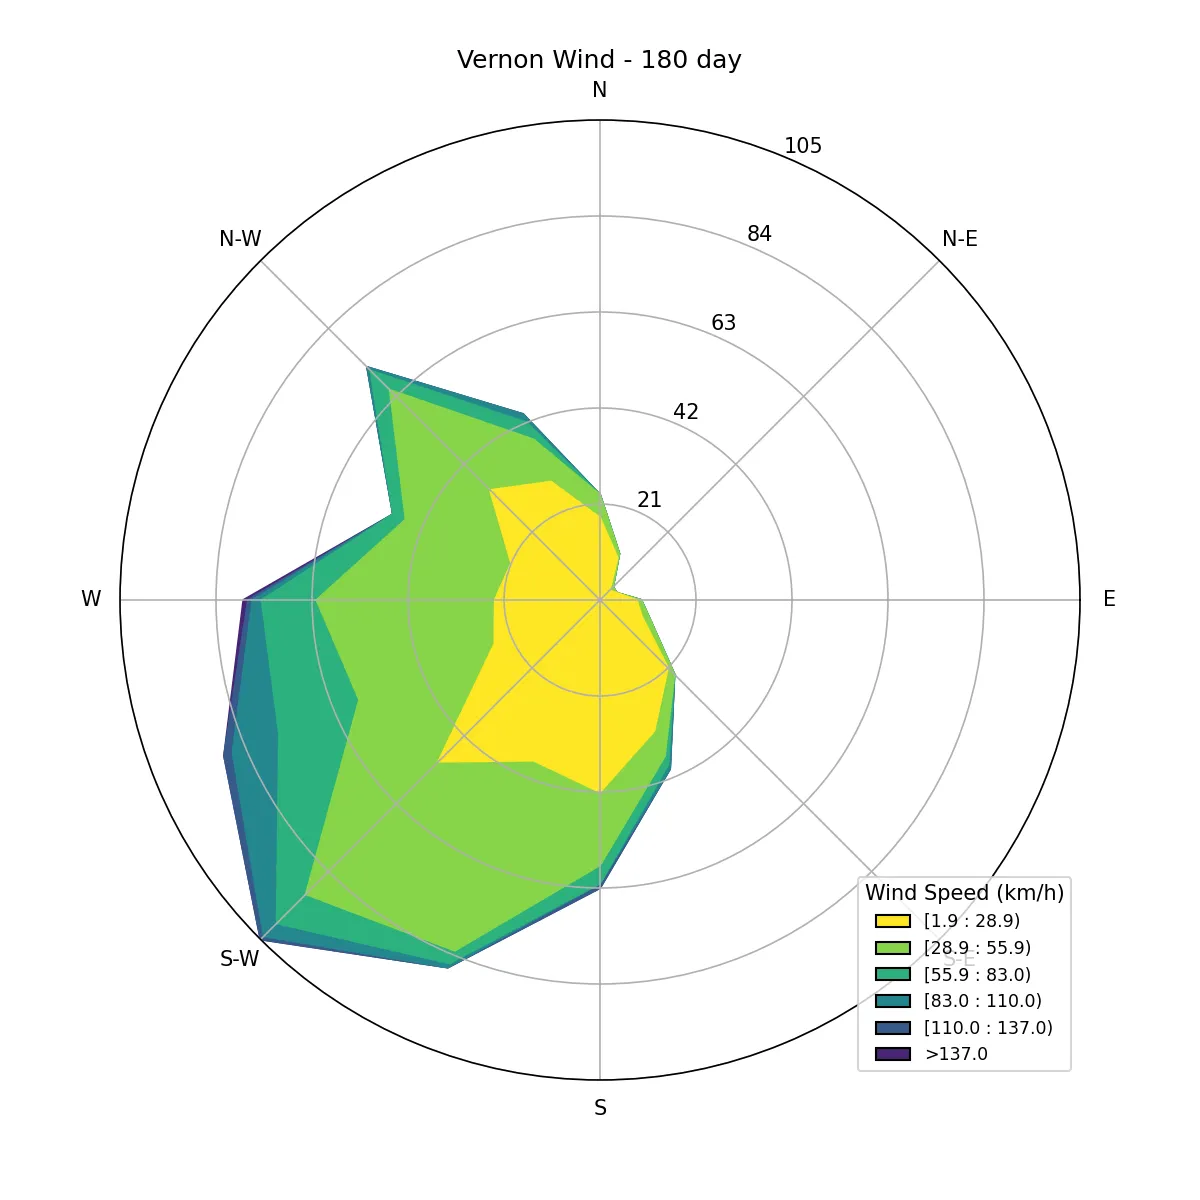 Vernon Wind - 180 day
N
105
84
N-W
N-E
63
42
21
W
E
S-W
S-E
Wind Speed (km/h)
[1.9 : 28.9)
[28.9 : 55.9)
[55.9 : 83.0)
[83.0 : 110.0)
[110.0 : 137.0)
>137.0
S